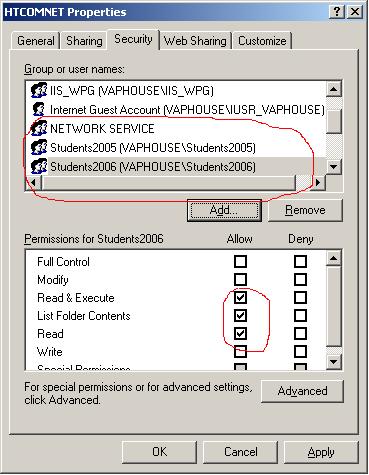 HTCOMNET Properties
General Sharing Security Web Sharing Customize
Group or user names:
IIS_WPG (VAPHOUSE\IIS_WPG)
Internet Guest Account (VAPHOUSE\IUSR_VAPHOUSE)
NETWORK SERVICE
Students2005 (VAPHOUSE\Students2005)
Students2006 (VAPHOUSE\Students2006)
Add... Remove
Permissions for Students2006 Allow Deny
Full Control
Modify
Read & Execute
List Folder Contents
Read
Write
Special Permissions
For special permissions or for advanced settings,
click Advanced.
Advanced
OK Cancel Apply